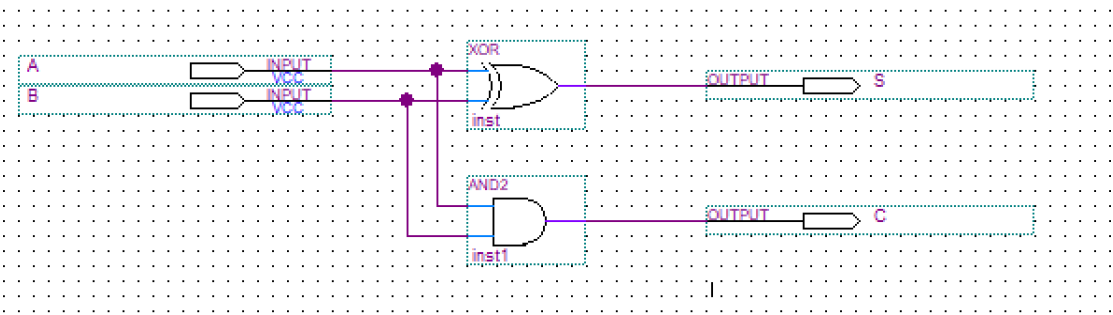 XOR
A INPUT
VCC
B INPUT
VCC
OUTPUT S
inst
AND2
OUTPUT C
inst1